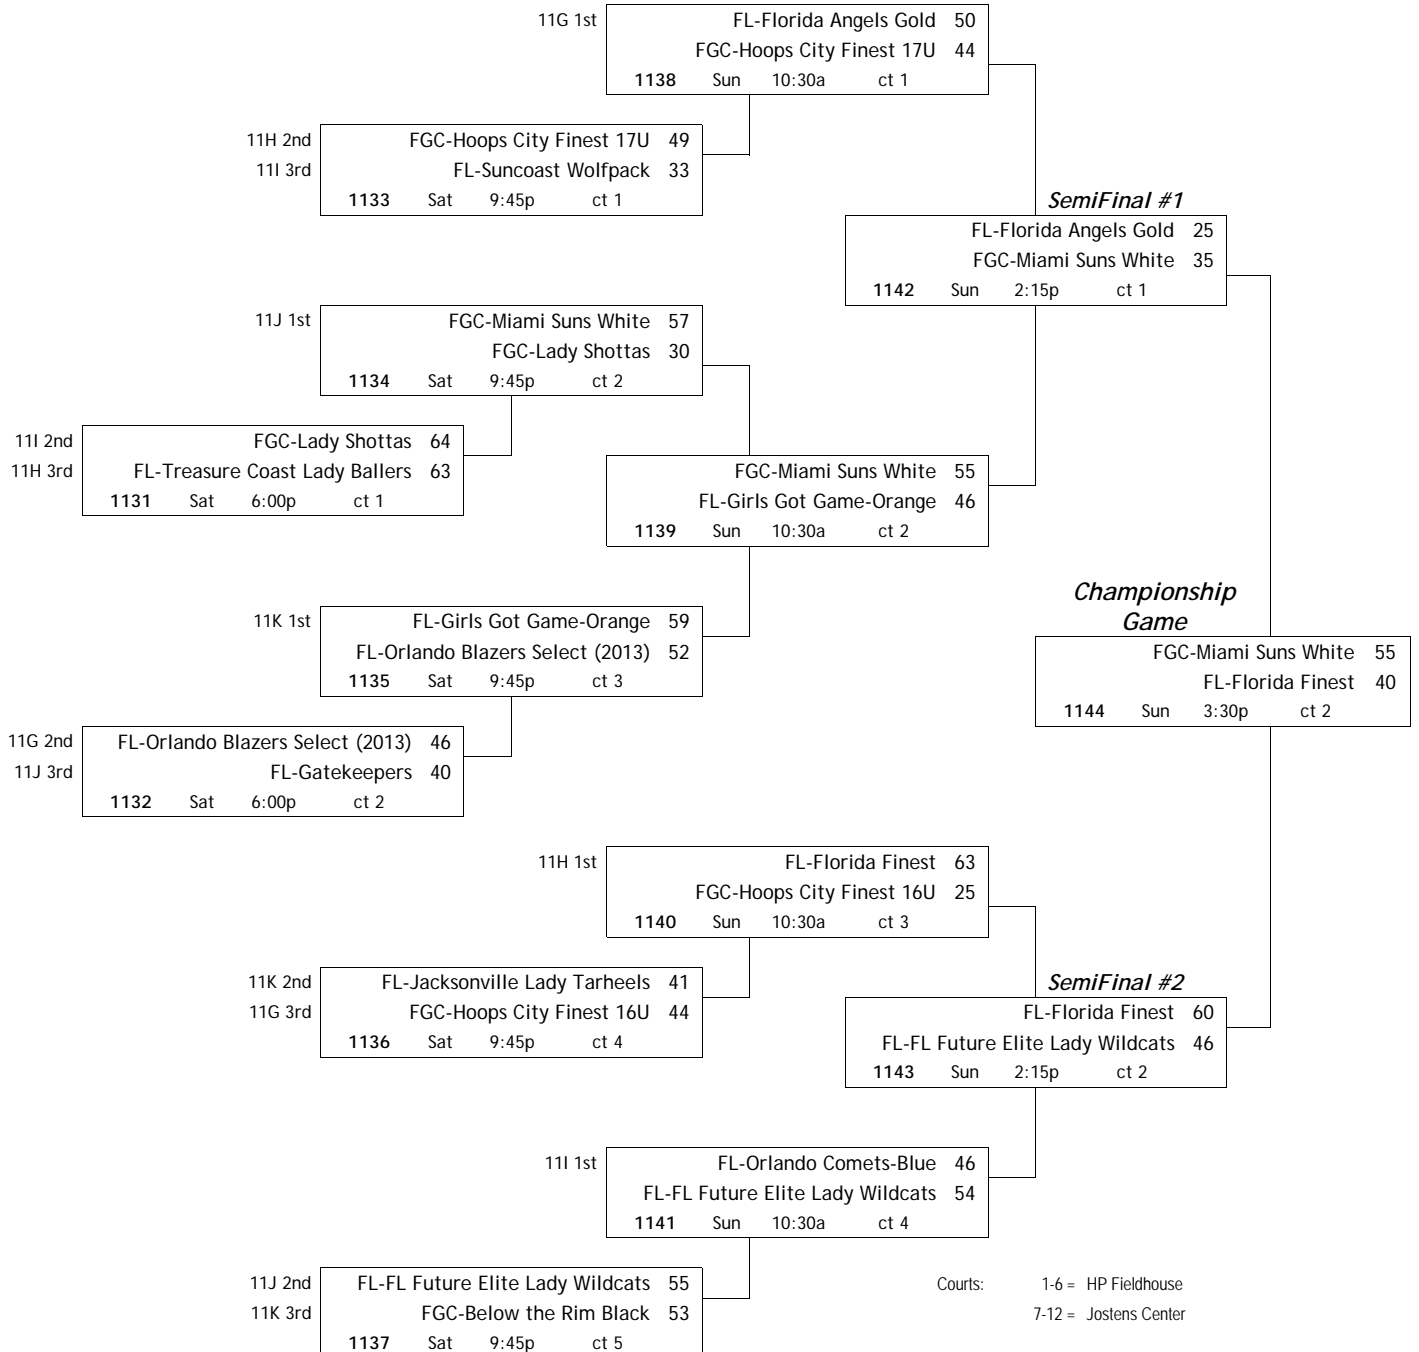 11G 1st FL-Florida Angels Gold 50
FGC-Hoops City Finest 17U 44
1138 Sun 10:30a ct 1
11H 2nd FGC-Hoops City Finest 17U 49
11I 3rd FL-Suncoast Wolfpack 33
1133 Sat 9:45p ct 1
SemiFinal #1
FL-Florida Angels Gold 25
FGC-Miami Suns White 35
1142 Sun 2:15p ct 1
11J 1st FGC-Miami Suns White 57
FGC-Lady Shottas 30
1134 Sat 9:45p ct 2
11I 2nd FGC-Lady Shottas 64
11H 3rd FL-Treasure Coast Lady Ballers 63
1131 Sat 6:00p ct 1
FGC-Miami Suns White 55
FL-Girls Got Game-Orange 46
1139 Sun 10:30a ct 2
Championship
Game
11K 1st FL-Girls Got Game-Orange 59
FL-Orlando Blazers Select (2013) 52
1135 Sat 9:45p ct 3
FGC-Miami Suns White 55
FL-Florida Finest 40
1144 Sun 3:30p ct 2
11G 2nd FL-Orlando Blazers Select (2013) 46
11J 3rd FL-Gatekeepers 40
1132 Sat 6:00p ct 2
11H 1st FL-Florida Finest 63
FGC-Hoops City Finest 16U 25
1140 Sun 10:30a ct 3
11K 2nd FL-Jacksonville Lady Tarheels 41
11G 3rd FGC-Hoops City Finest 16U 44
1136 Sat 9:45p ct 4
SemiFinal #2
FL-Florida Finest 60
FL-FL Future Elite Lady Wildcats 46
1143 Sun 2:15p ct 2
11I 1st FL-Orlando Comets-Blue 46
FL-FL Future Elite Lady Wildcats 54
1141 Sun 10:30a ct 4
11J 2nd FL-FL Future Elite Lady Wildcats 55
11K 3rd FGC-Below the Rim Black 53
1137 Sat 9:45p ct 5
Courts: 1-6 = HP Fieldhouse
7-12 = Jostens Center